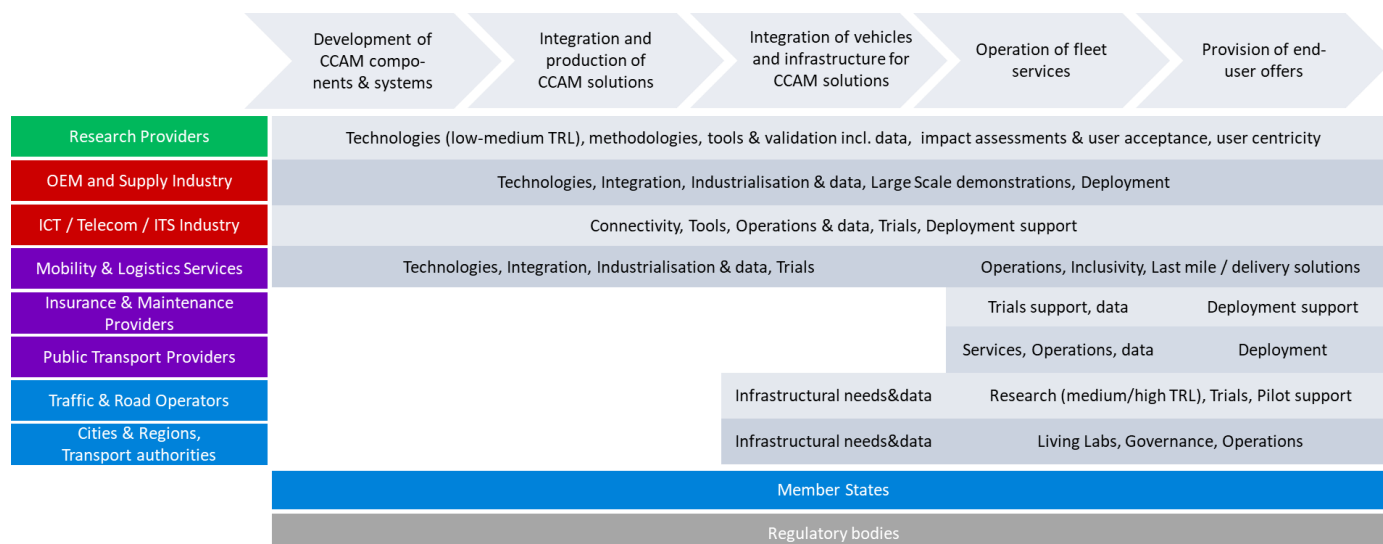 Development of
CCAM compo-
nents & systems
Integration and
production of
CCAM solutions
Integration of vehicles
and infrastructure for
CCAM solutions
Operation of fleet
services
Provision of end-
user offers
Research Providers
Technologies (low-medium TRL), methodologies, tools & validation incl. data, impact assessments & user acceptance, user centricity
OEM and Supply Industry
Technologies, Integration, Industrialisation & data, Large Scale demonstrations, Deployment
ICT / Telecom / ITS Industry
Connectivity, Tools, Operations & data, Trials, Deployment support
Mobility & Logistics Services
Technologies, Integration, Industrialisation & data, Trials
Operations, Inclusivity, Last mile / delivery solutions
Insurance & Maintenance
Providers
Trials support, data
Deployment support
Public Transport Providers
Services, Operations, data
Deployment
Traffic & Road Operators
Infrastructural needs&data
Research (medium/high TRL), Trials, Pilot support
Cities & Regions,
Transport authorities
Infrastructural needs&data
Living Labs, Governance, Operations
Member States
Regulatory bodies